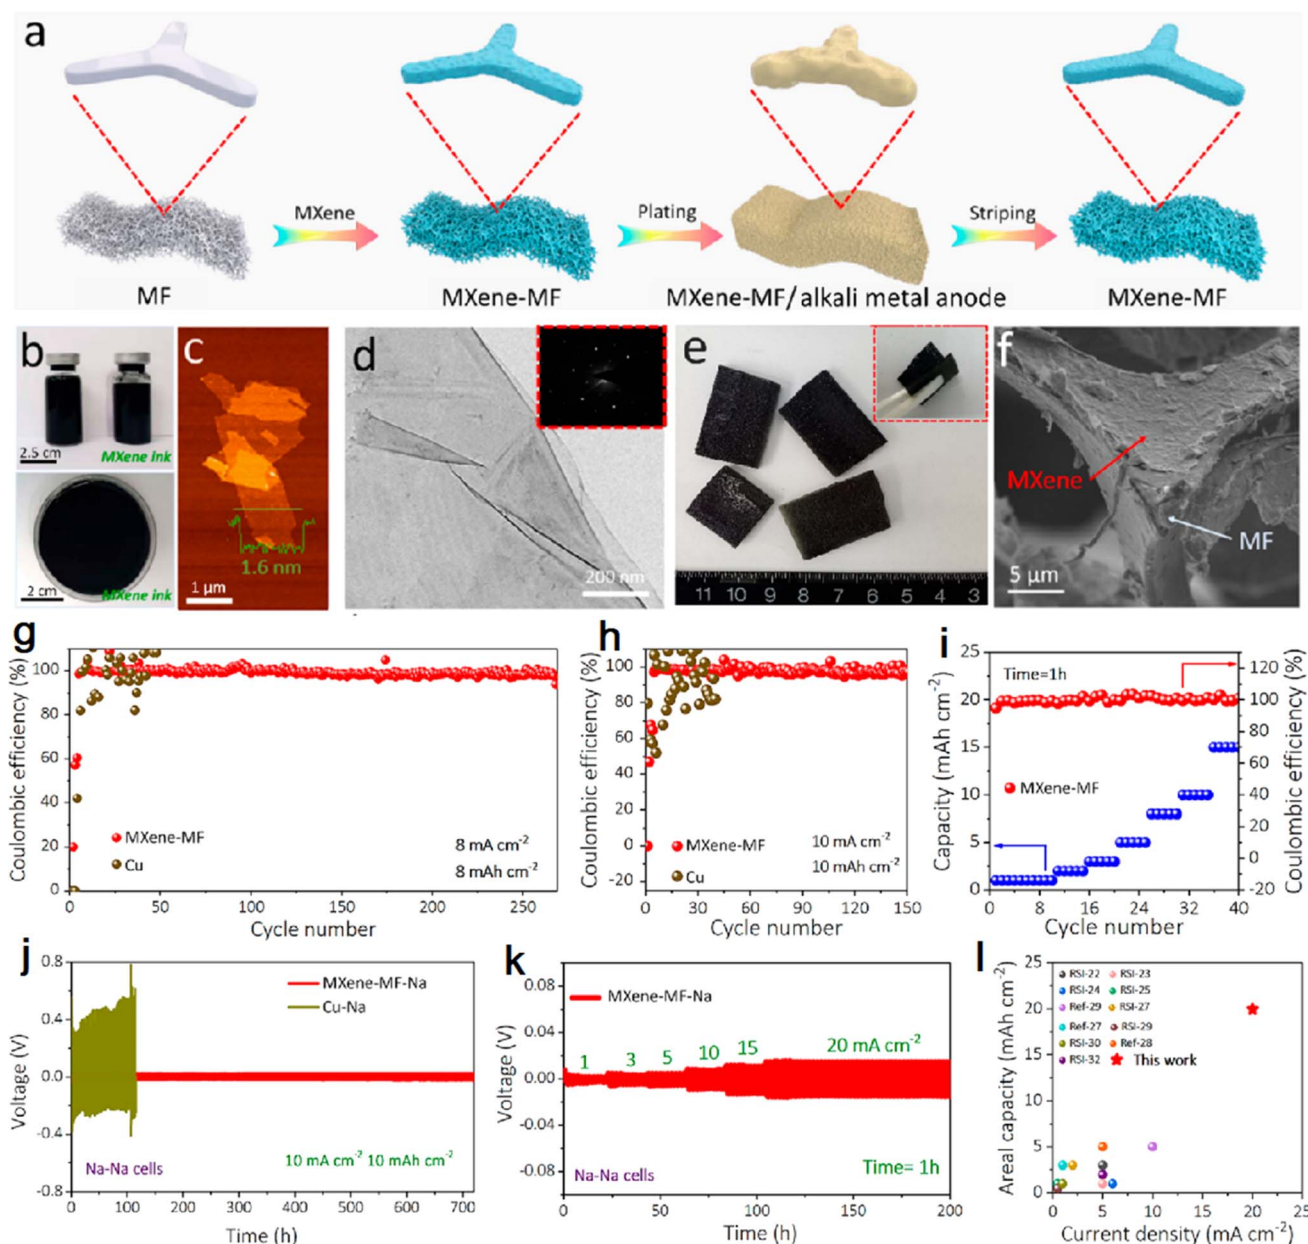 a
MXene
Plating
Striping
MF
MXene-MF
MXene-MF/alkali metal anode
MXene-MF
b
2.5 cm
MXene ink
2 cm
MXene ink
c
1.6 nm
1 μm
d
200 nm
e
11 10 9 8 7 6 5 4 3
f
MXene
MF
5 μm
g
Coulombic efficiency (%)
100
80
60
40
20
0
MXene-MF
Cu
8 mA cm⁻²
8 mAh cm⁻²
0 50 100 150 200 250
Cycle number
h
Coulombic efficiency (%)
100
80
60
40
20
0
-20
MXene-MF
Cu
10 mA cm⁻²
10 mAh cm⁻²
0 30 60 90 120 150
Cycle number
i
Capacity (mAh cm⁻²)
25
20
15
10
5
0
Time=1h
MXene-MF
120
100
80
60
40
20
0
-20
Coulombic efficiency (%)
0 8 16 24 32 40
Cycle number
j
Voltage (V)
0.8
0.4
0.0
-0.4
-0.8
MXene-MF-Na
Cu-Na
10 mA cm⁻² 10 mAh cm⁻²
Na-Na cells
0 100 200 300 400 500 600 700
Time (h)
k
Voltage (V)
0.08
0.04
0.00
-0.04
-0.08
MXene-MF-Na
1 3 5 10 15 20 mA cm⁻²
Na-Na cells
Time= 1h
0 50 100 150 200
Time (h)
l
Areal capacity (mAh cm⁻²)
25
20
15
10
5
0
RSI-22 RSI-23
RSI-24 RSI-25
Ref-29 RSI-27
Ref-27 RSI-29
RSI-30 Ref-28
RSI-32 This work
0 5 10 15 20 25
Current density (mA cm⁻²)